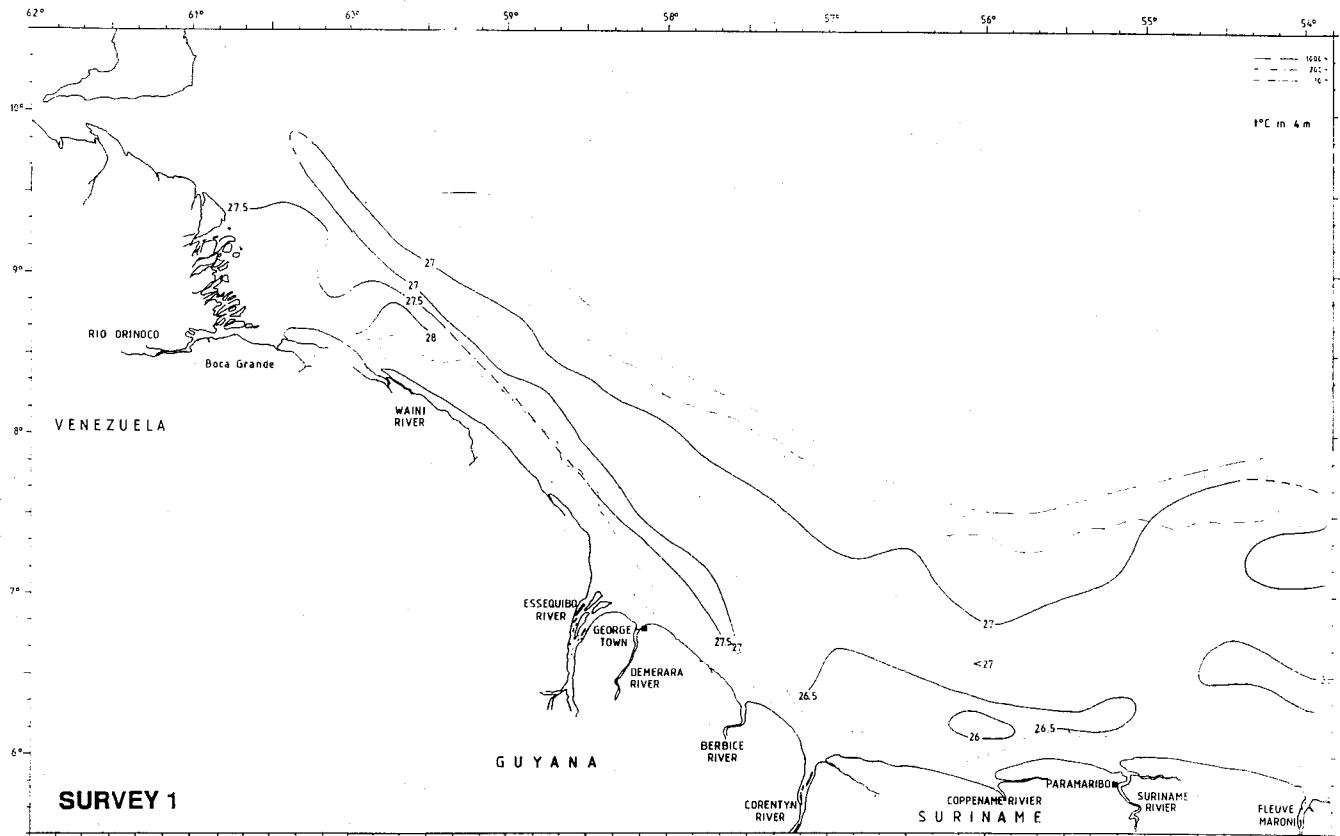 62° 61° 60° 59° 58° 57° 56° 55° 54°
10°
t°C in 4 m
27.5
27
9°
27
27.5
28
RIO ORINOCO
Boca Grande
WAINI
RIVER
VENEZUELA
8°
7°
ESSEQUIBO
RIVER
GEORGE
TOWN
DEMERARA
RIVER
27.5
27
27
<27
26.5
26
26.5
6°
BERBICE
RIVER
GUYANA
SURVEY 1
CORENTYN
RIVER
COPPENAME RIVIER
PARAMARIBO
SURINAME
RIVIER
SURINAME
FLEUVE
MARONI